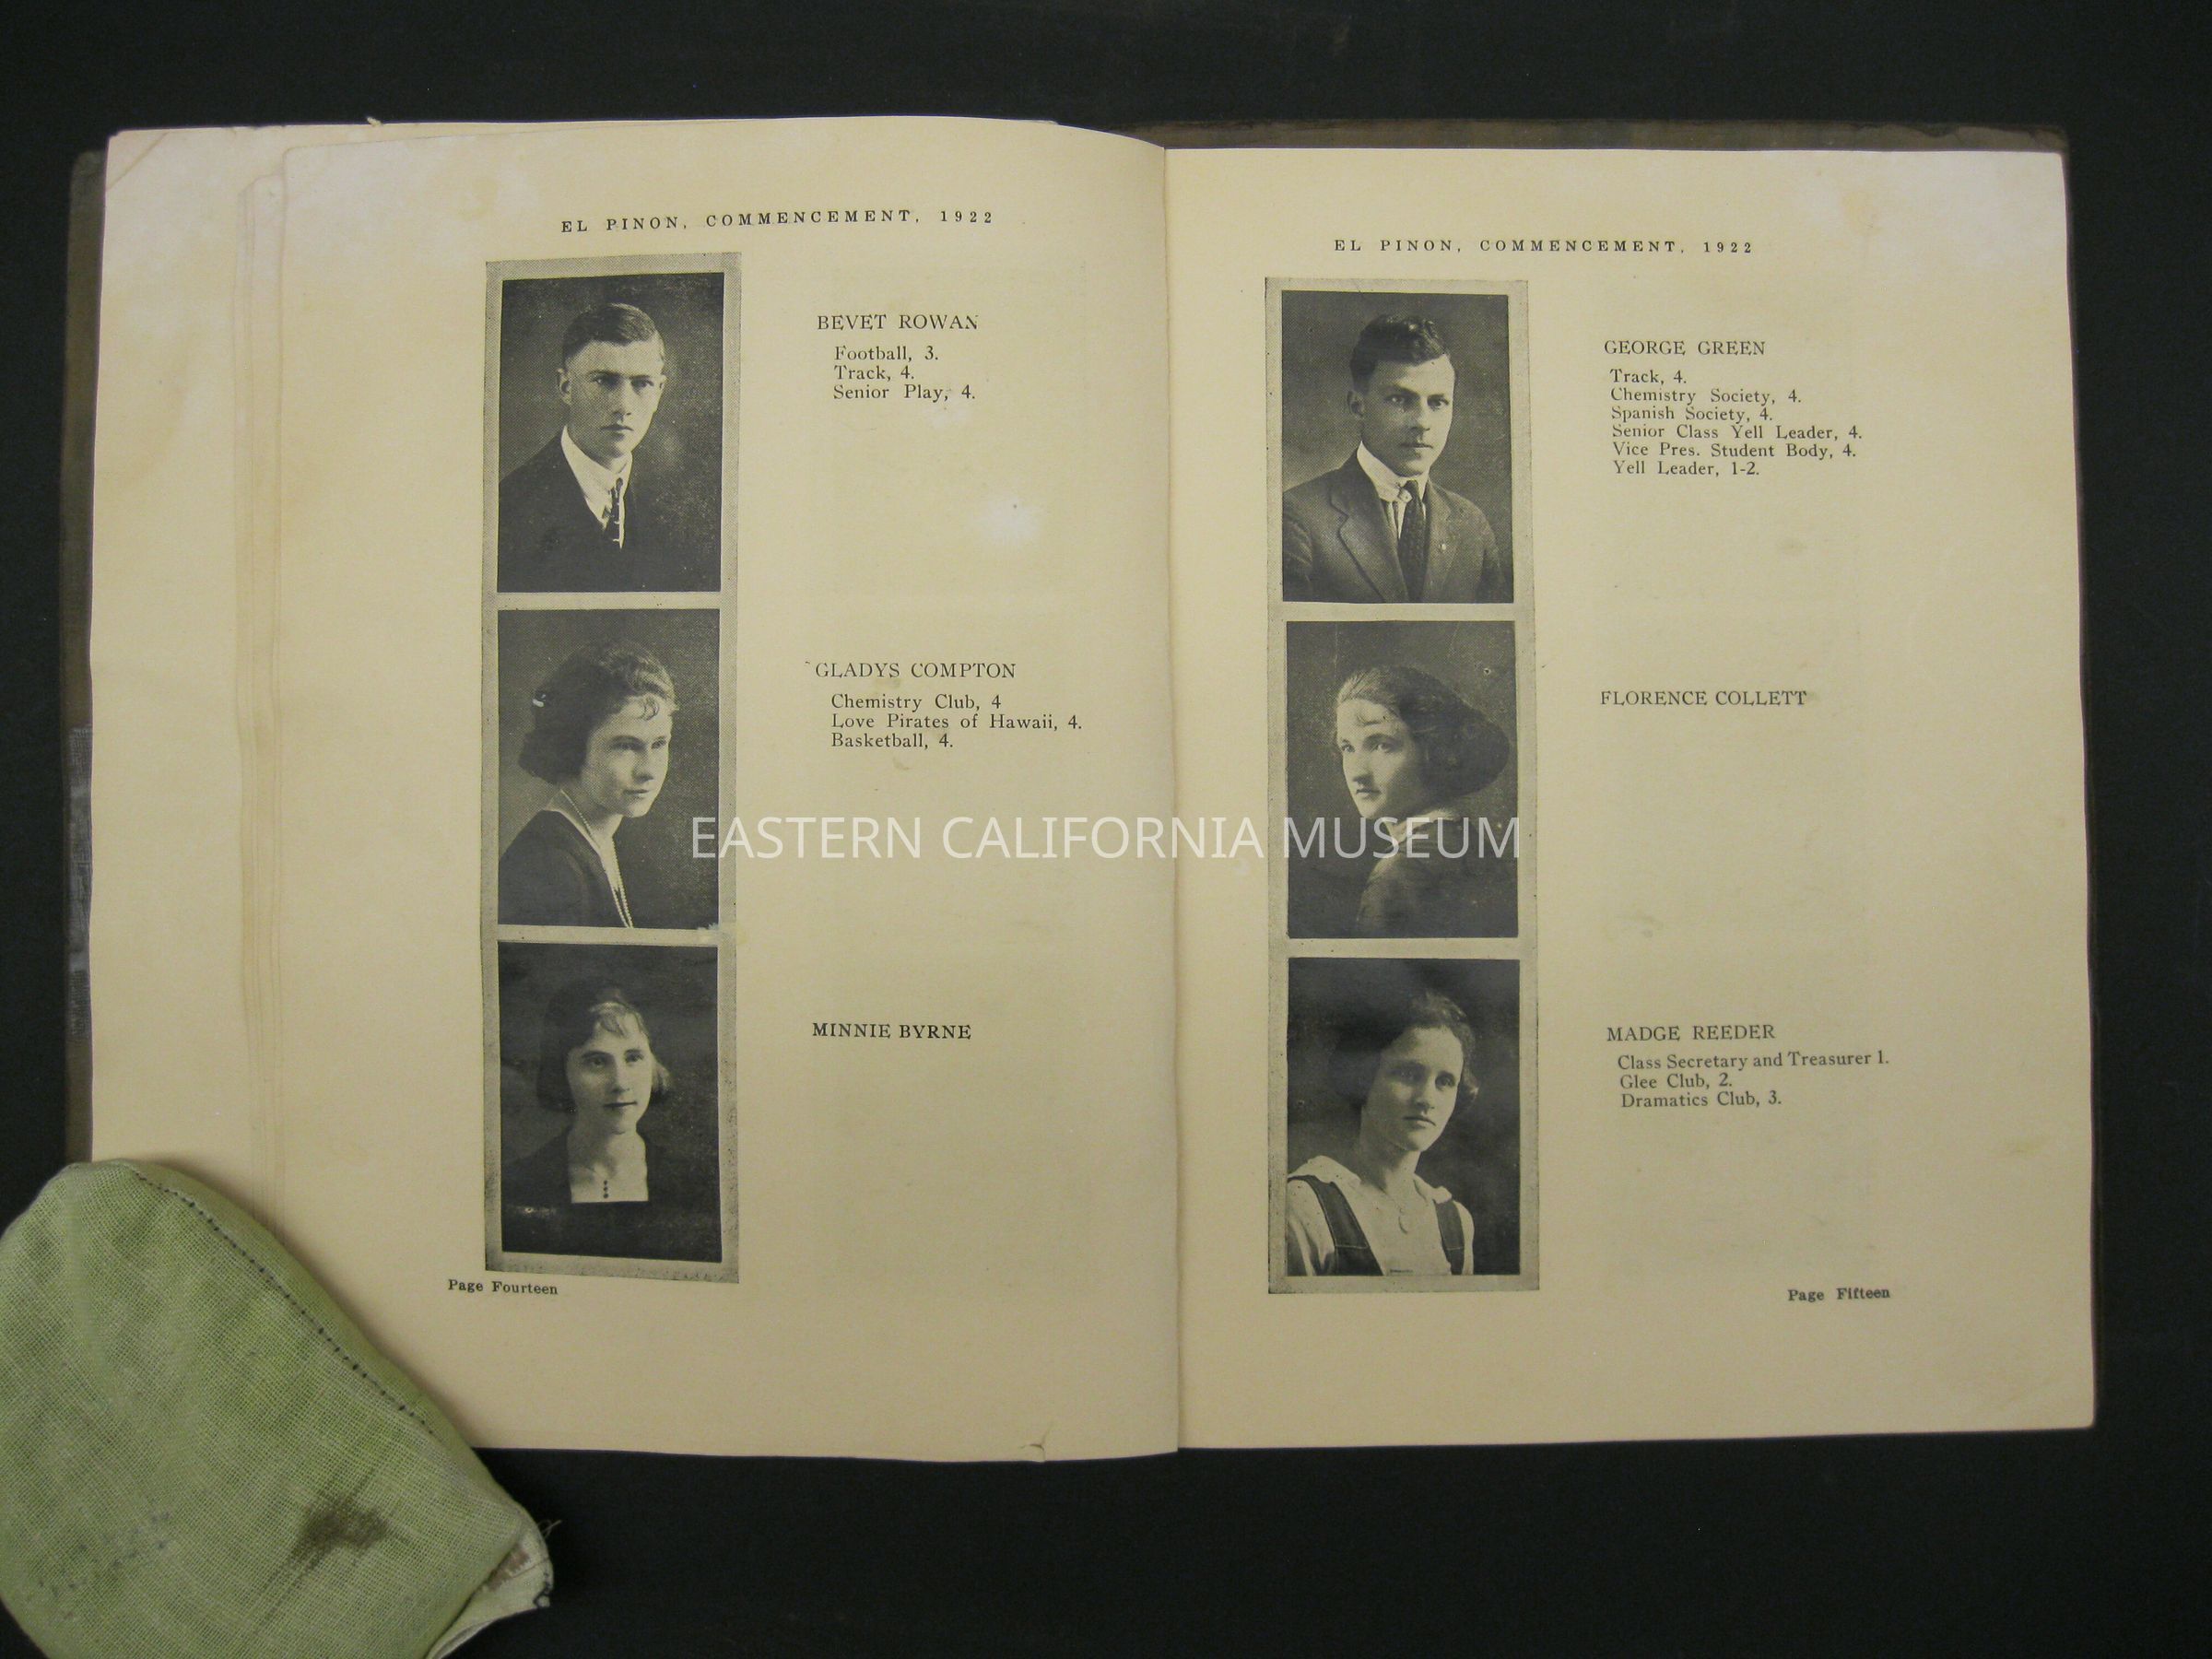 EL PINON, COMMENCEMENT, 1922
BEVET ROWAN
Football, 3.
Track, 4.
Senior Play, 4.
GLADYS COMPTON
Chemistry Club, 4
Love Pirates of Hawaii, 4.
Basketball, 4.
MINNIE BYRNE
Page Fourteen
EL PINON, COMMENCEMENT, 1922
GEORGE GREEN
Track, 4.
Chemistry Society, 4.
Spanish Society, 4.
Senior Class Yell Leader, 4.
Vice Pres. Student Body, 4.
Yell Leader, 1-2.
FLORENCE COLLETT
MADGE REEDER
Class Secretary and Treasurer 1.
Glee Club, 2.
Dramatics Club, 3.
Page Fifteen
EASTERN CALIFORNIA MUSEUM